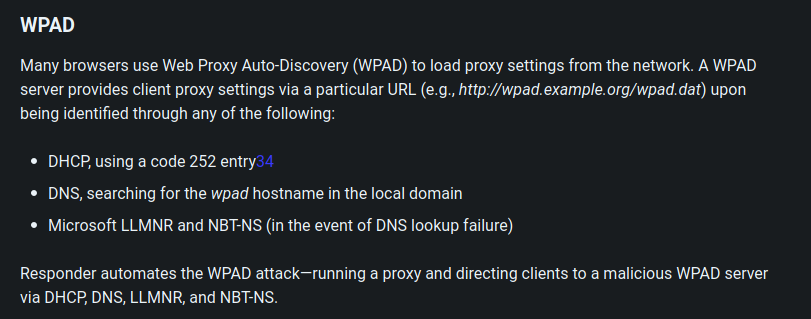 WPAD
Many browsers use Web Proxy Auto-Discovery (WPAD) to load proxy settings from the network. A WPAD
server provides client proxy settings via a particular URL (e.g., http://wpad.example.org/wpad.dat) upon
being identified through any of the following:
• DHCP, using a code 252 entry34
• DNS, searching for the wpad hostname in the local domain
• Microsoft LLMNR and NBT-NS (in the event of DNS lookup failure)
Responder automates the WPAD attack—running a proxy and directing clients to a malicious WPAD server
via DHCP, DNS, LLMNR, and NBT-NS.